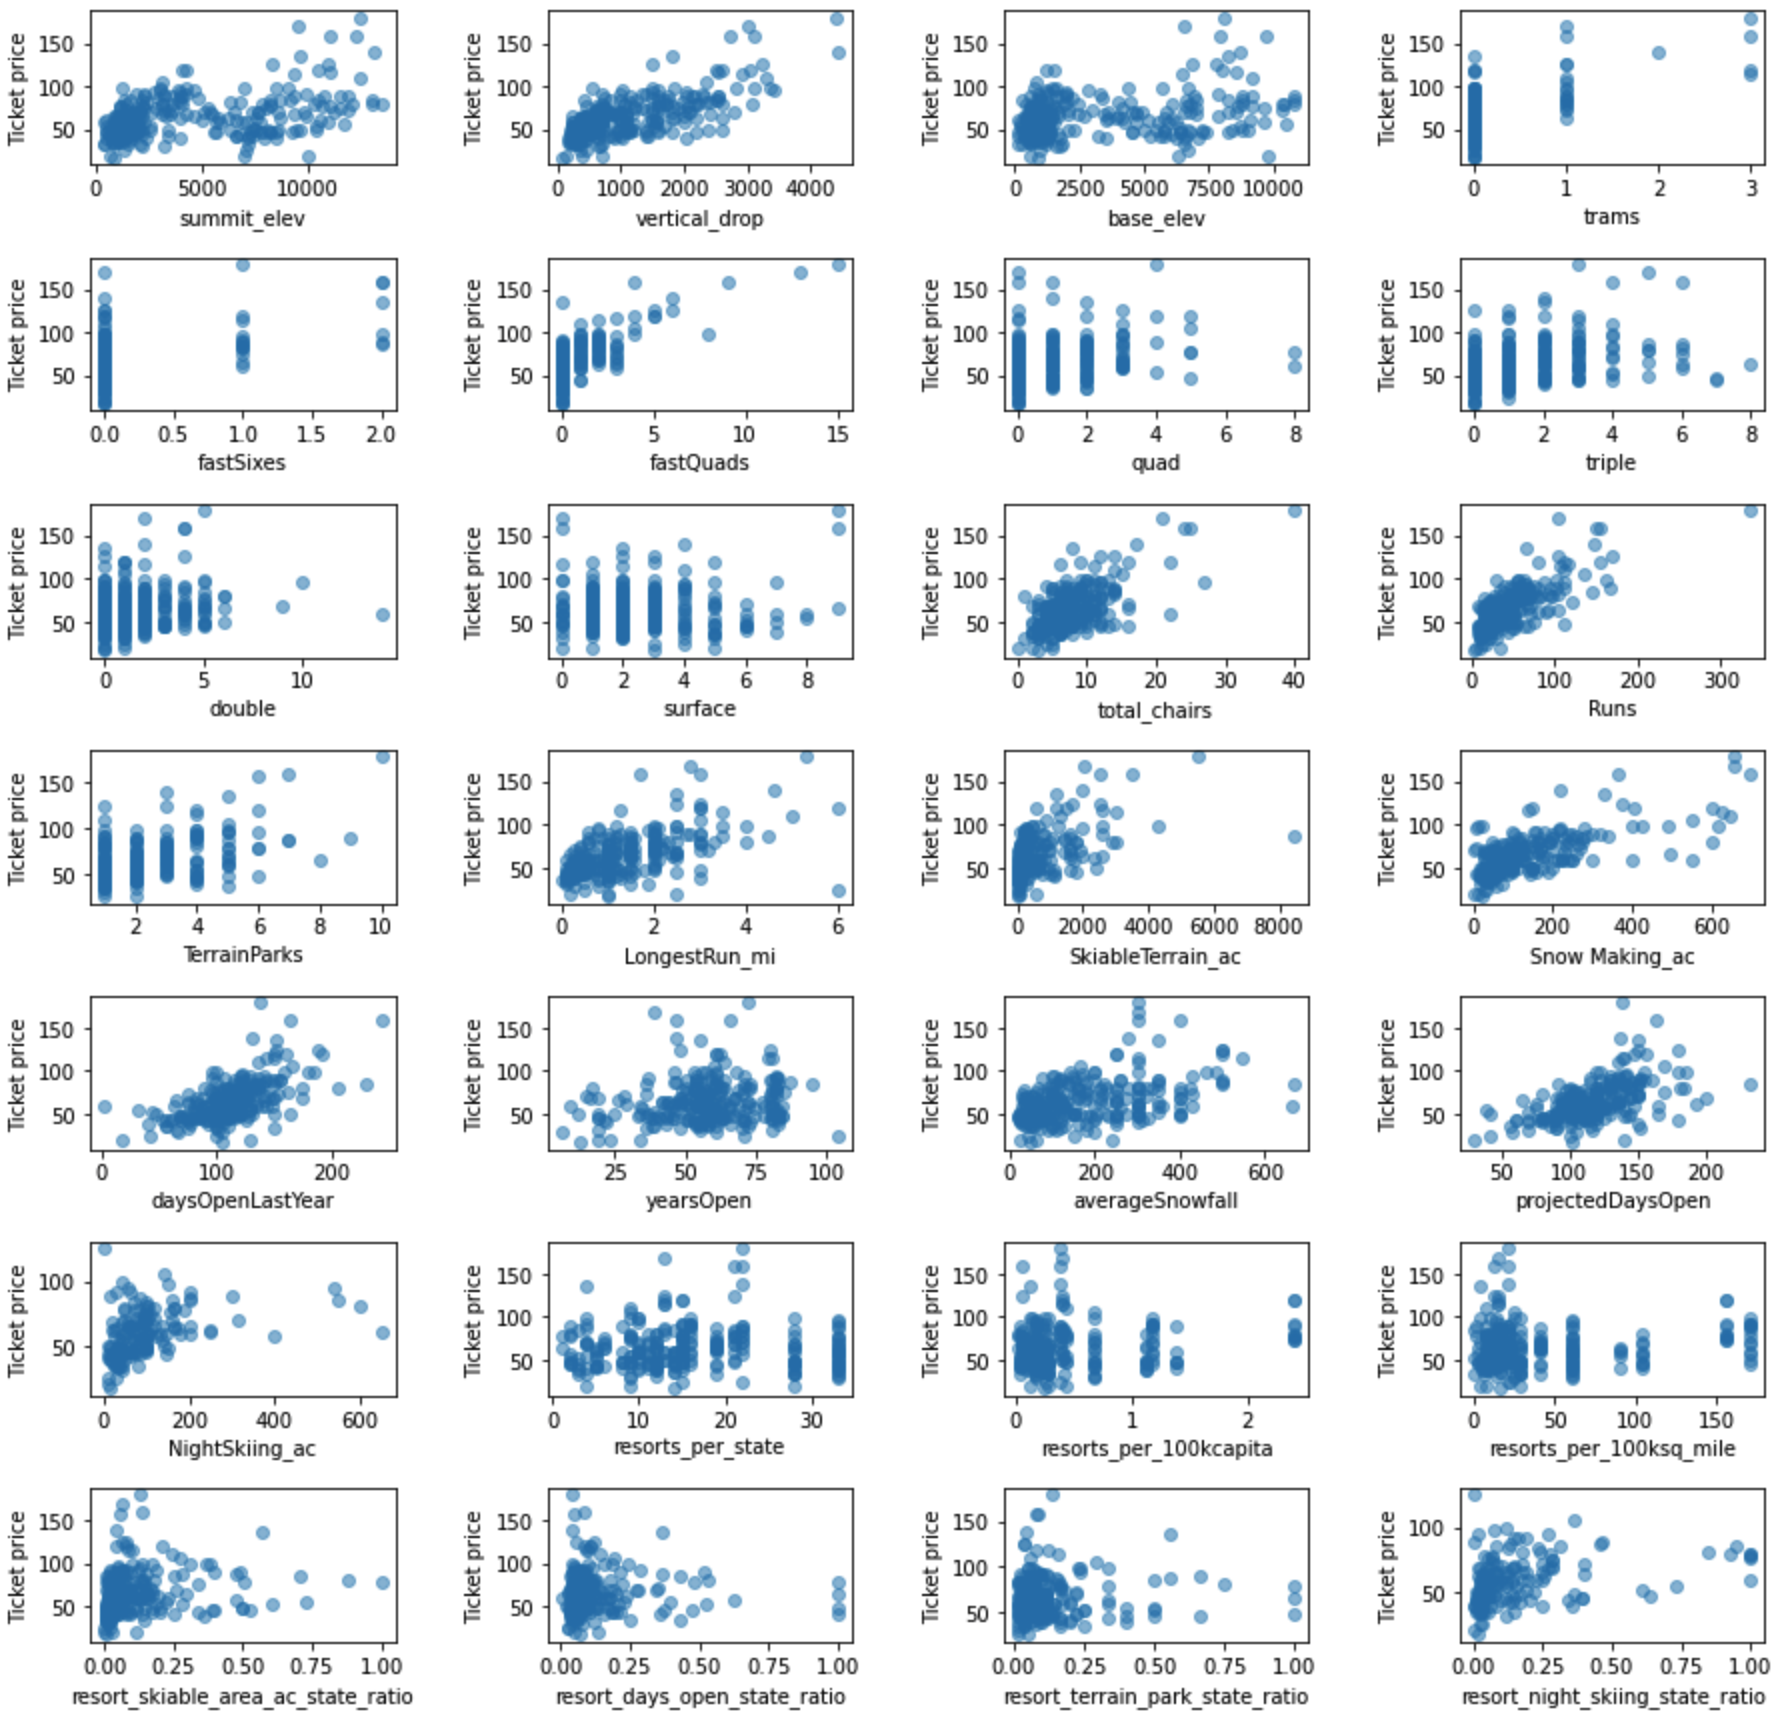 Ticket price
150
100
50
0 5000 10000
summit_elev
Ticket price
150
100
50
0 1000 2000 3000 4000
vertical_drop
Ticket price
150
100
50
0 2500 5000 7500 10000
base_elev
Ticket price
150
100
50
0 1 2 3
trams
Ticket price
150
100
50
0.0 0.5 1.0 1.5 2.0
fastSixes
Ticket price
150
100
50
0 5 10 15
fastQuads
Ticket price
150
100
50
0 2 4 6 8
quad
Ticket price
150
100
50
0 2 4 6 8
triple
Ticket price
150
100
50
0 5 10
double
Ticket price
150
100
50
0 2 4 6 8
surface
Ticket price
150
100
50
0 10 20 30 40
total_chairs
Ticket price
150
100
50
0 100 200 300
Runs
Ticket price
150
100
50
2 4 6 8 10
TerrainParks
Ticket price
150
100
50
0 2 4 6
LongestRun_mi
Ticket price
150
100
50
0 2000 4000 6000 8000
SkiableTerrain_ac
Ticket price
150
100
50
0 200 400 600
Snow Making_ac
Ticket price
150
100
50
0 100 200
daysOpenLastYear
Ticket price
150
100
50
25 50 75 100
yearsOpen
Ticket price
150
100
50
0 200 400 600
averageSnowfall
Ticket price
150
100
50
50 100 150 200
projectedDaysOpen
Ticket price
100
50
0 200 400 600
NightSkiing_ac
Ticket price
150
100
50
0 10 20 30
resorts_per_state
Ticket price
150
100
50
0 1 2
resorts_per_100kcapita
Ticket price
150
100
50
0 50 100 150
resorts_per_100ksq_mile
Ticket price
150
100
50
0.00 0.25 0.50 0.75 1.00
resort_skiable_area_ac_state_ratio
Ticket price
150
100
50
0.00 0.25 0.50 0.75 1.00
resort_days_open_state_ratio
Ticket price
150
100
50
0.00 0.25 0.50 0.75 1.00
resort_terrain_park_state_ratio
Ticket price
100
50
0.00 0.25 0.50 0.75 1.00
resort_night_skiing_state_ratio